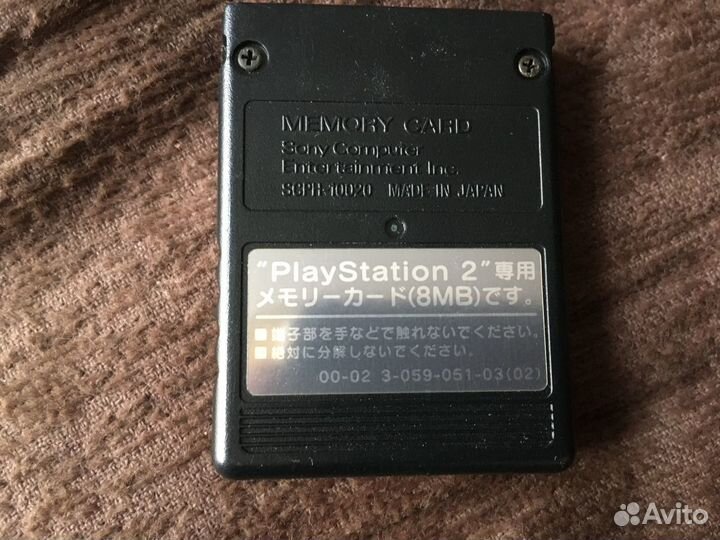 MEMORY CARD
Sony Computer
Entertainment Inc.
SCPH-10020 MADE IN JAPAN
"PlayStation 2"専用
メモリーカード(8MB)です。
■端子部を手などで触れないでください。
■絶対に分解しないでください.
00-02 3-059-051-03(02)
Avito